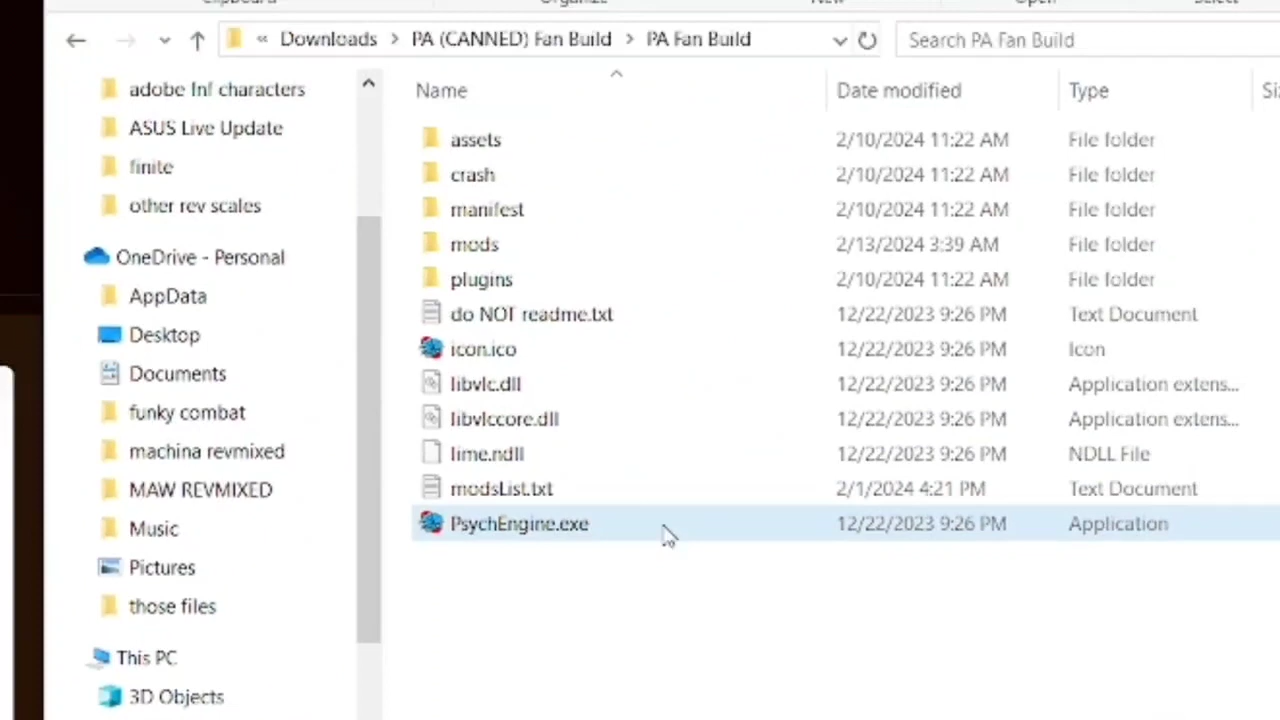 Clipboard
Organize
New
Open
Select
« Downloads > PA (CANNED) Fan Build > PA Fan Build
Search PA Fan Build
Name
Date modified
Type
adobe Inf characters
ASUS Live Update
finite
other rev scales
OneDrive - Personal
AppData
Desktop
Documents
funky combat
machina revmixed
MAW REVMIXED
Music
Pictures
those files
This PC
3D Objects
assets 2/10/2024 11:22 AM File folder
crash 2/10/2024 11:22 AM File folder
manifest 2/10/2024 11:22 AM File folder
mods 2/13/2024 3:39 AM File folder
plugins 2/10/2024 11:22 AM File folder
do NOT readme.txt 12/22/2023 9:26 PM Text Document
icon.ico 12/22/2023 9:26 PM Icon
libvlc.dll 12/22/2023 9:26 PM Application extens...
libvlccore.dll 12/22/2023 9:26 PM Application extens...
lime.ndll 12/22/2023 9:26 PM NDLL File
modsList.txt 2/1/2024 4:21 PM Text Document
PsychEngine.exe 12/22/2023 9:26 PM Application